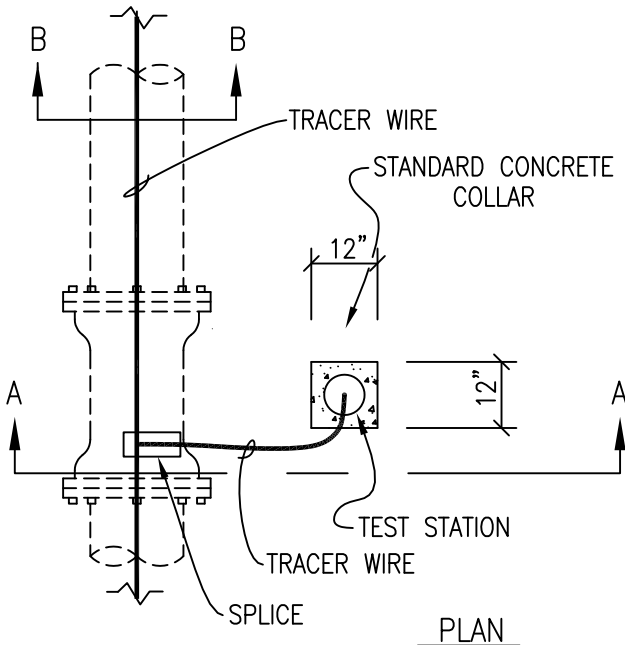 B B
TRACER WIRE
STANDARD CONCRETE
COLLAR
12"
A A
12"
TEST STATION
TRACER WIRE
SPLICE
PLAN